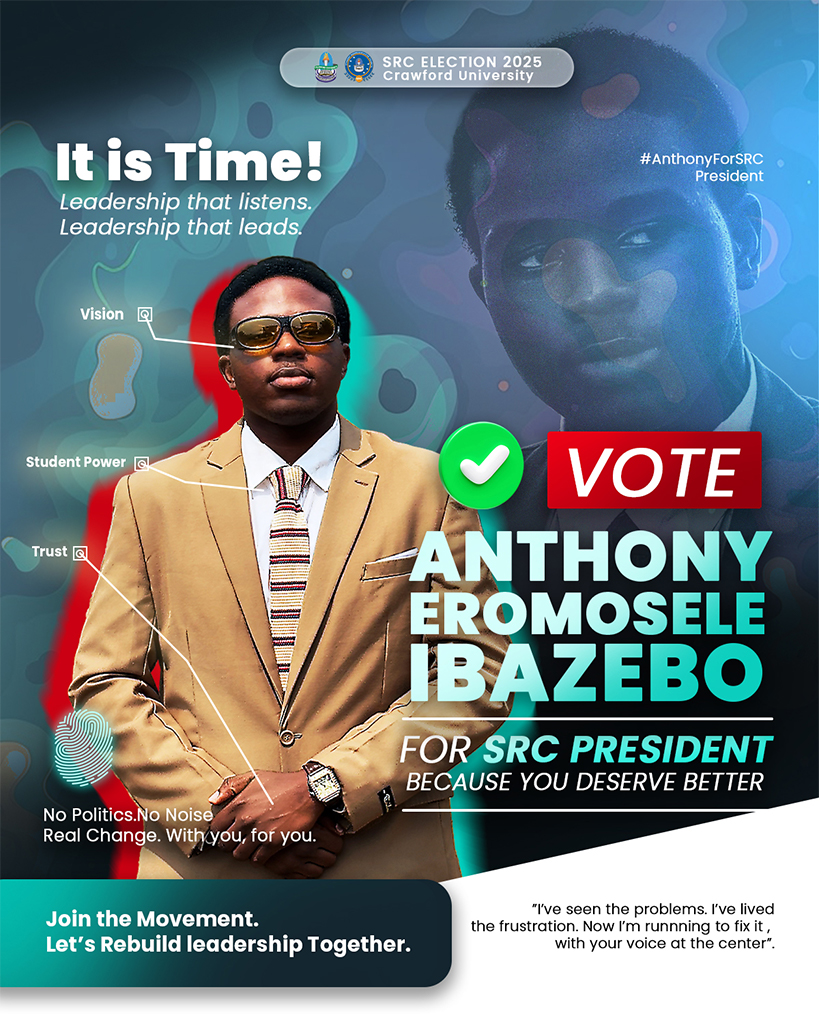 SRC ELECTION 2025
Crawford University
It is Time!
Leadership that listens.
Leadership that leads.
#AnthonyForSRC
President
Vision
Student Power
Trust
VOTE
ANTHONY
EROMOSELE
IBAZEBO
FOR SRC PRESIDENT
BECAUSE YOU DESERVE BETTER
No Politics.No Noise
Real Change. With you, for you.
Join the Movement.
Let's Rebuild leadership Together.
"I've seen the problems. I've lived
the frustration. Now I'm runnning to fix it ,
with your voice at the center".